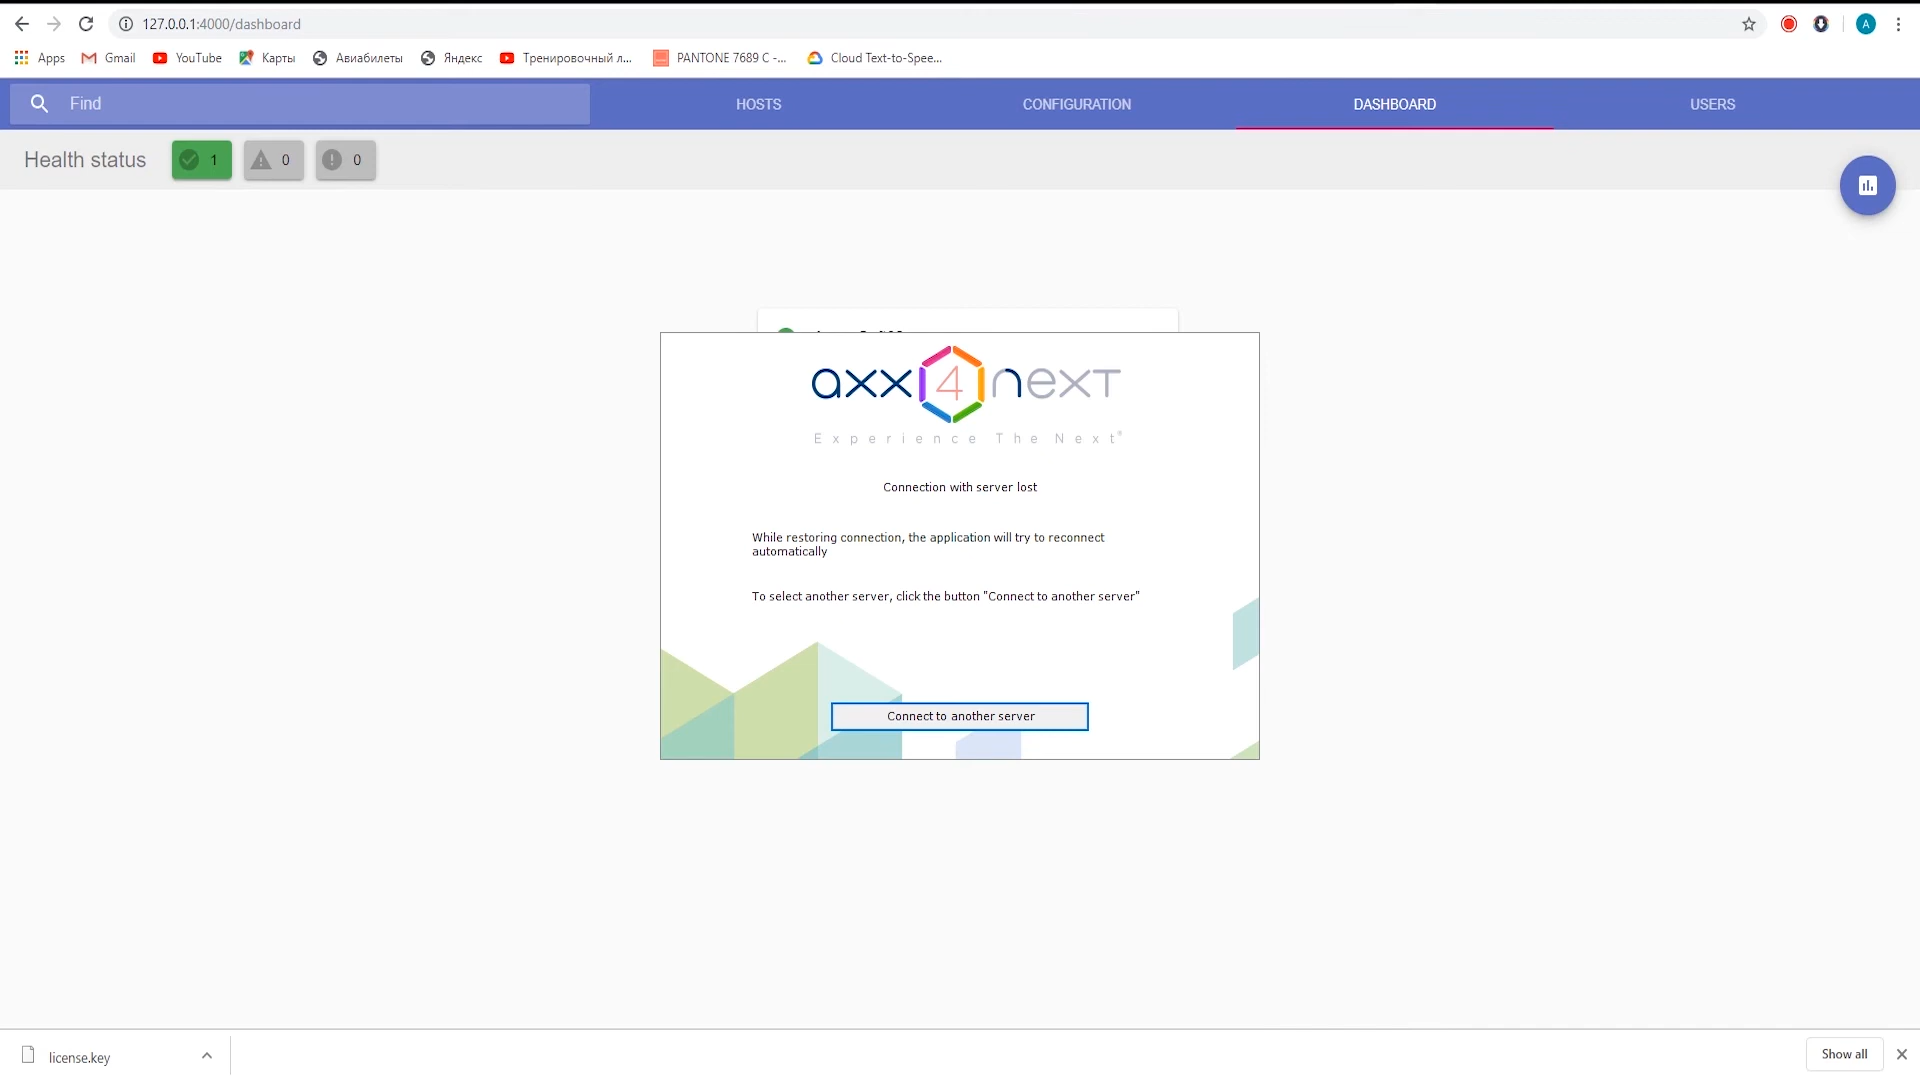 127.0.0.1:4000/dashboard
A
Apps Gmail YouTube Карты Авиабилеты Яндекс Тренировочный л... PANTONE 7689 C -... Cloud Text-to-Spee...
Find HOSTS CONFIGURATION DASHBOARD USERS
Health status 1 0 0
axx4next
Experience The Next®
Connection with server lost
While restoring connection, the application will try to reconnect
automatically
To select another server, click the button "Connect to another server"
Connect to another server
license.key Show all